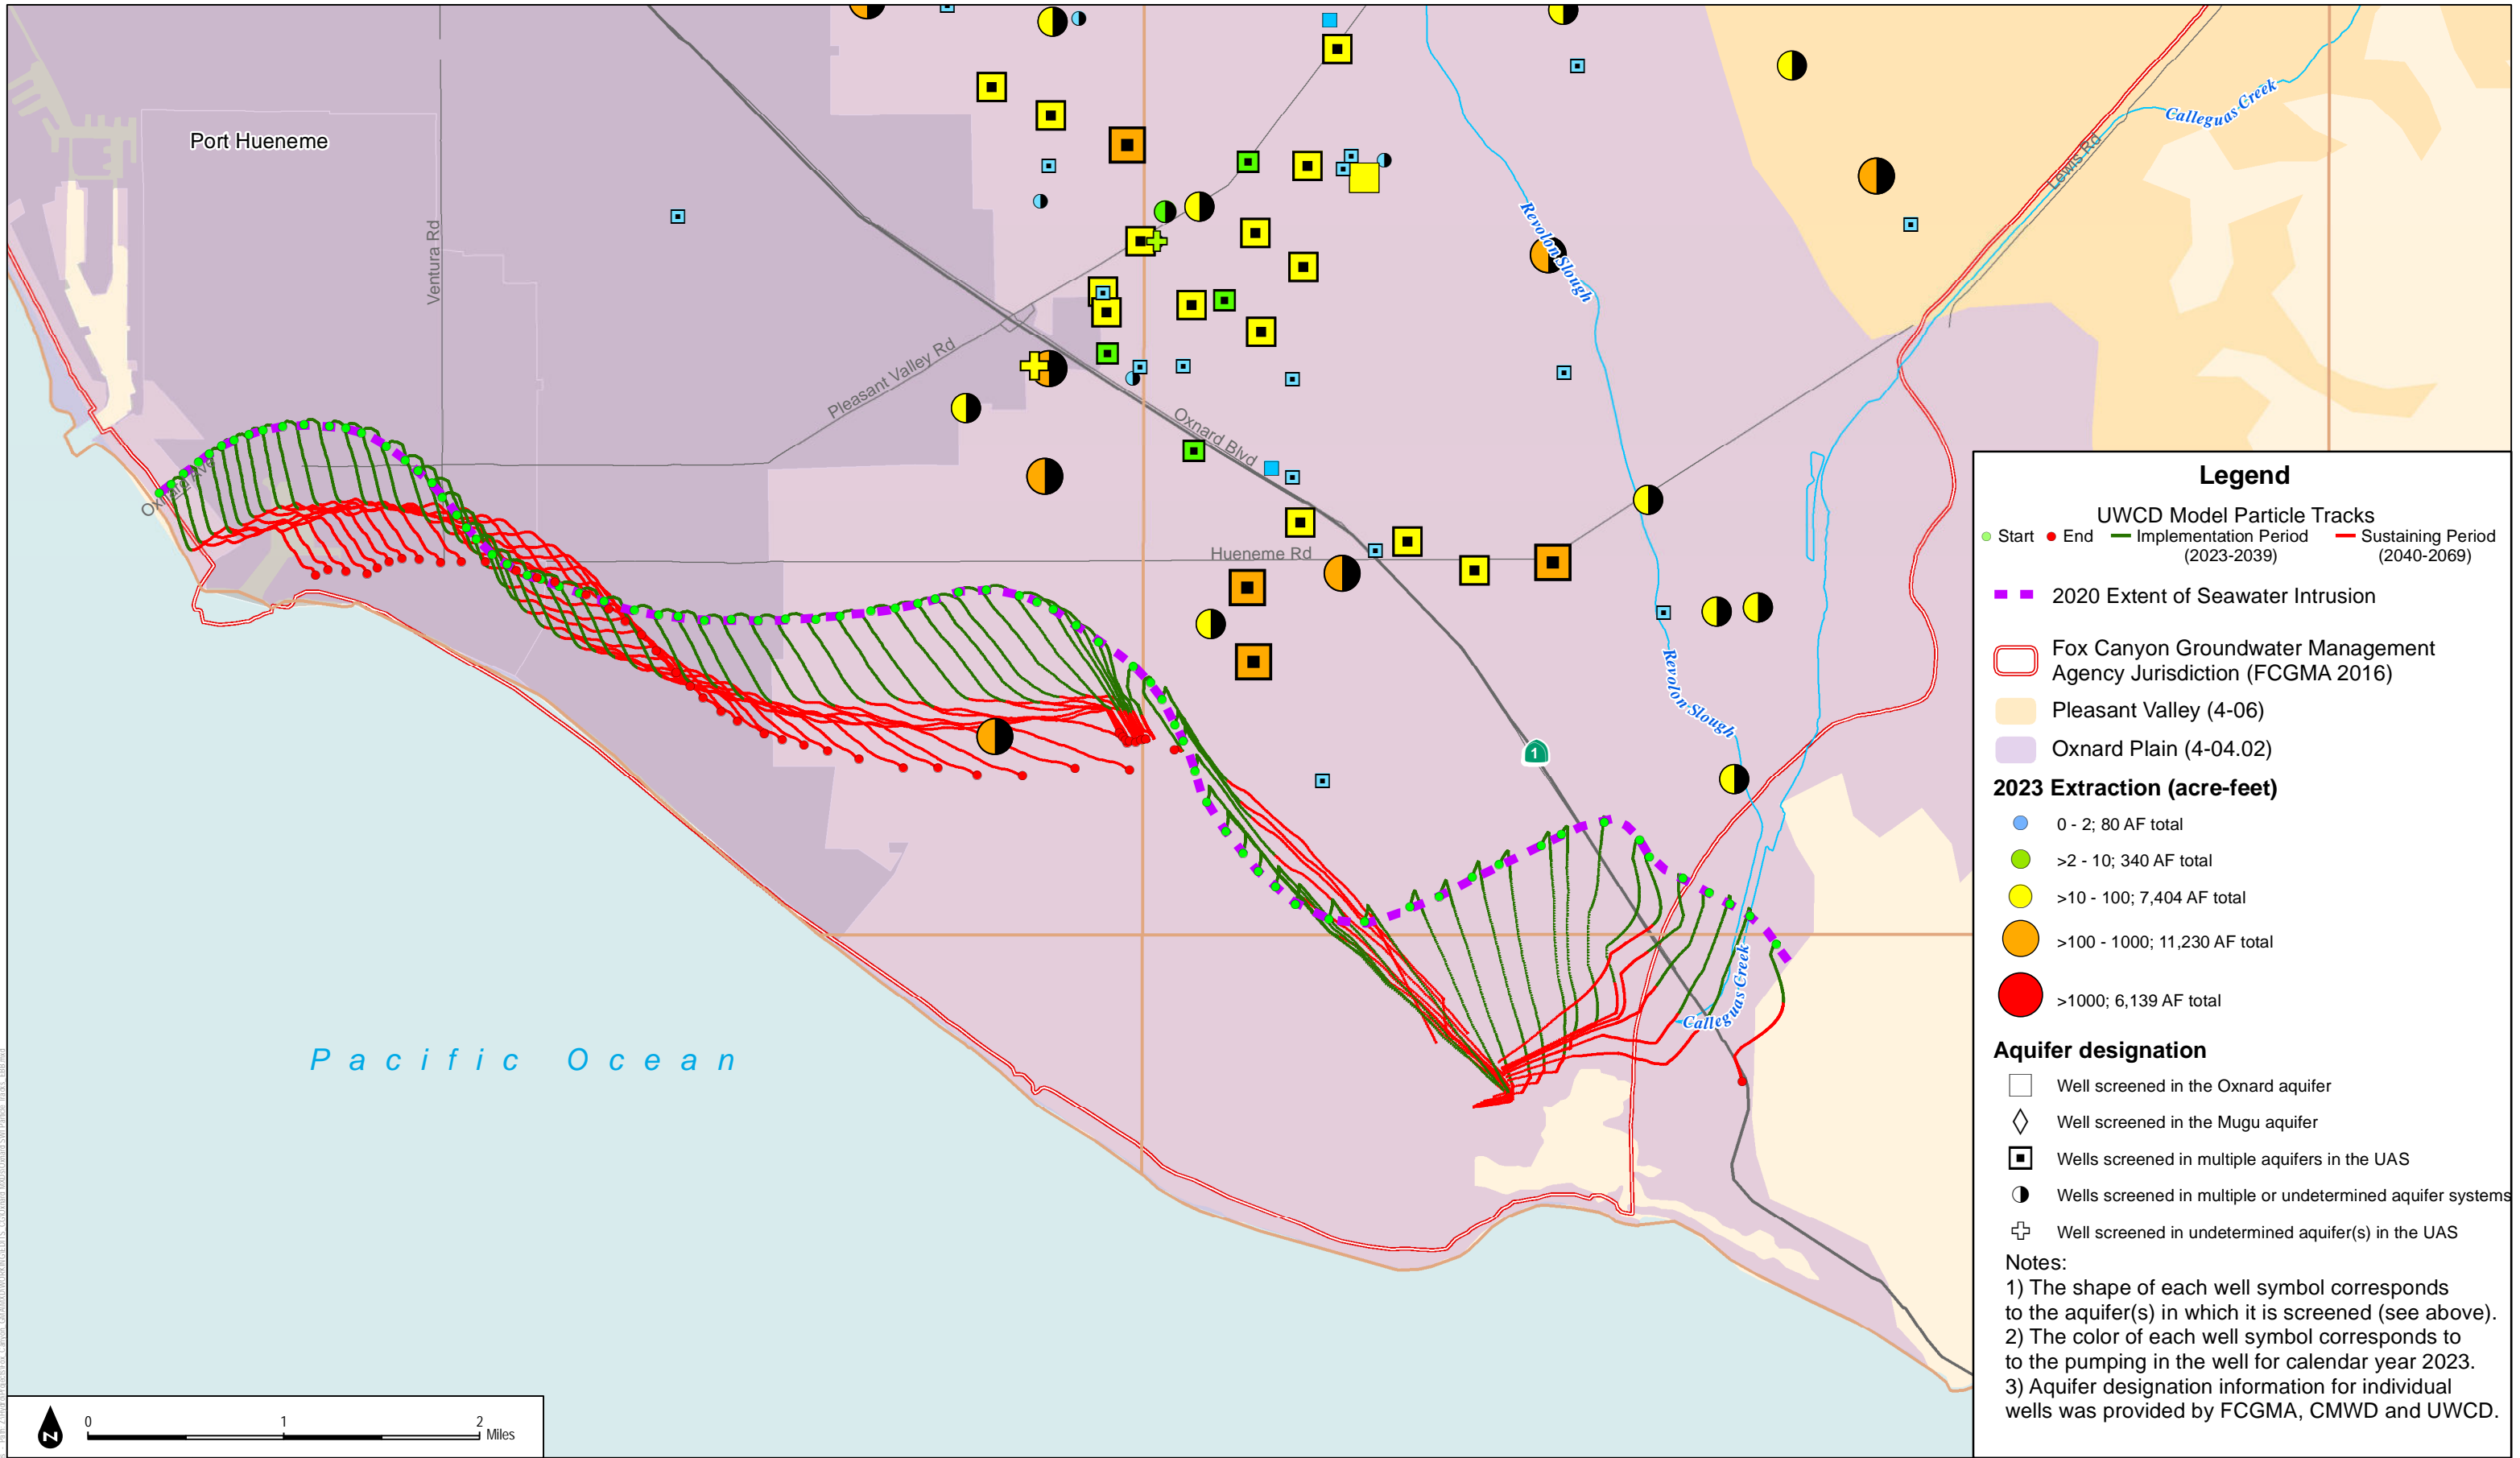 Port Hueneme
Ventura Rd
Oxnard Ave
Pleasant Valley Rd
Oxnard Blvd
Hueneme Rd
Revolon Slough
Revolon Slough
Calleguas Creek
Lewis Rd
Calleguas Creek
1
Pacific Ocean
0 1 2
Miles
N
Legend
UWCD Model Particle Tracks
Start End Implementation Period Sustaining Period
(2023-2039) (2040-2069)
2020 Extent of Seawater Intrusion
Fox Canyon Groundwater Management
Agency Jurisdiction (FCGMA 2016)
Pleasant Valley (4-06)
Oxnard Plain (4-04.02)
2023 Extraction (acre-feet)
0 - 2; 80 AF total
>2 - 10; 340 AF total
>10 - 100; 7,404 AF total
>100 - 1000; 11,230 AF total
>1000; 6,139 AF total
Aquifer designation
Well screened in the Oxnard aquifer
Well screened in the Mugu aquifer
Wells screened in multiple aquifers in the UAS
Wells screened in multiple or undetermined aquifer systems
Well screened in undetermined aquifer(s) in the UAS
Notes:
1) The shape of each well symbol corresponds
to the aquifer(s) in which it is screened (see above).
2) The color of each well symbol corresponds to
to the pumping in the well for calendar year 2023.
3) Aquifer designation information for individual
wells was provided by FCGMA, CMWD and UWCD.